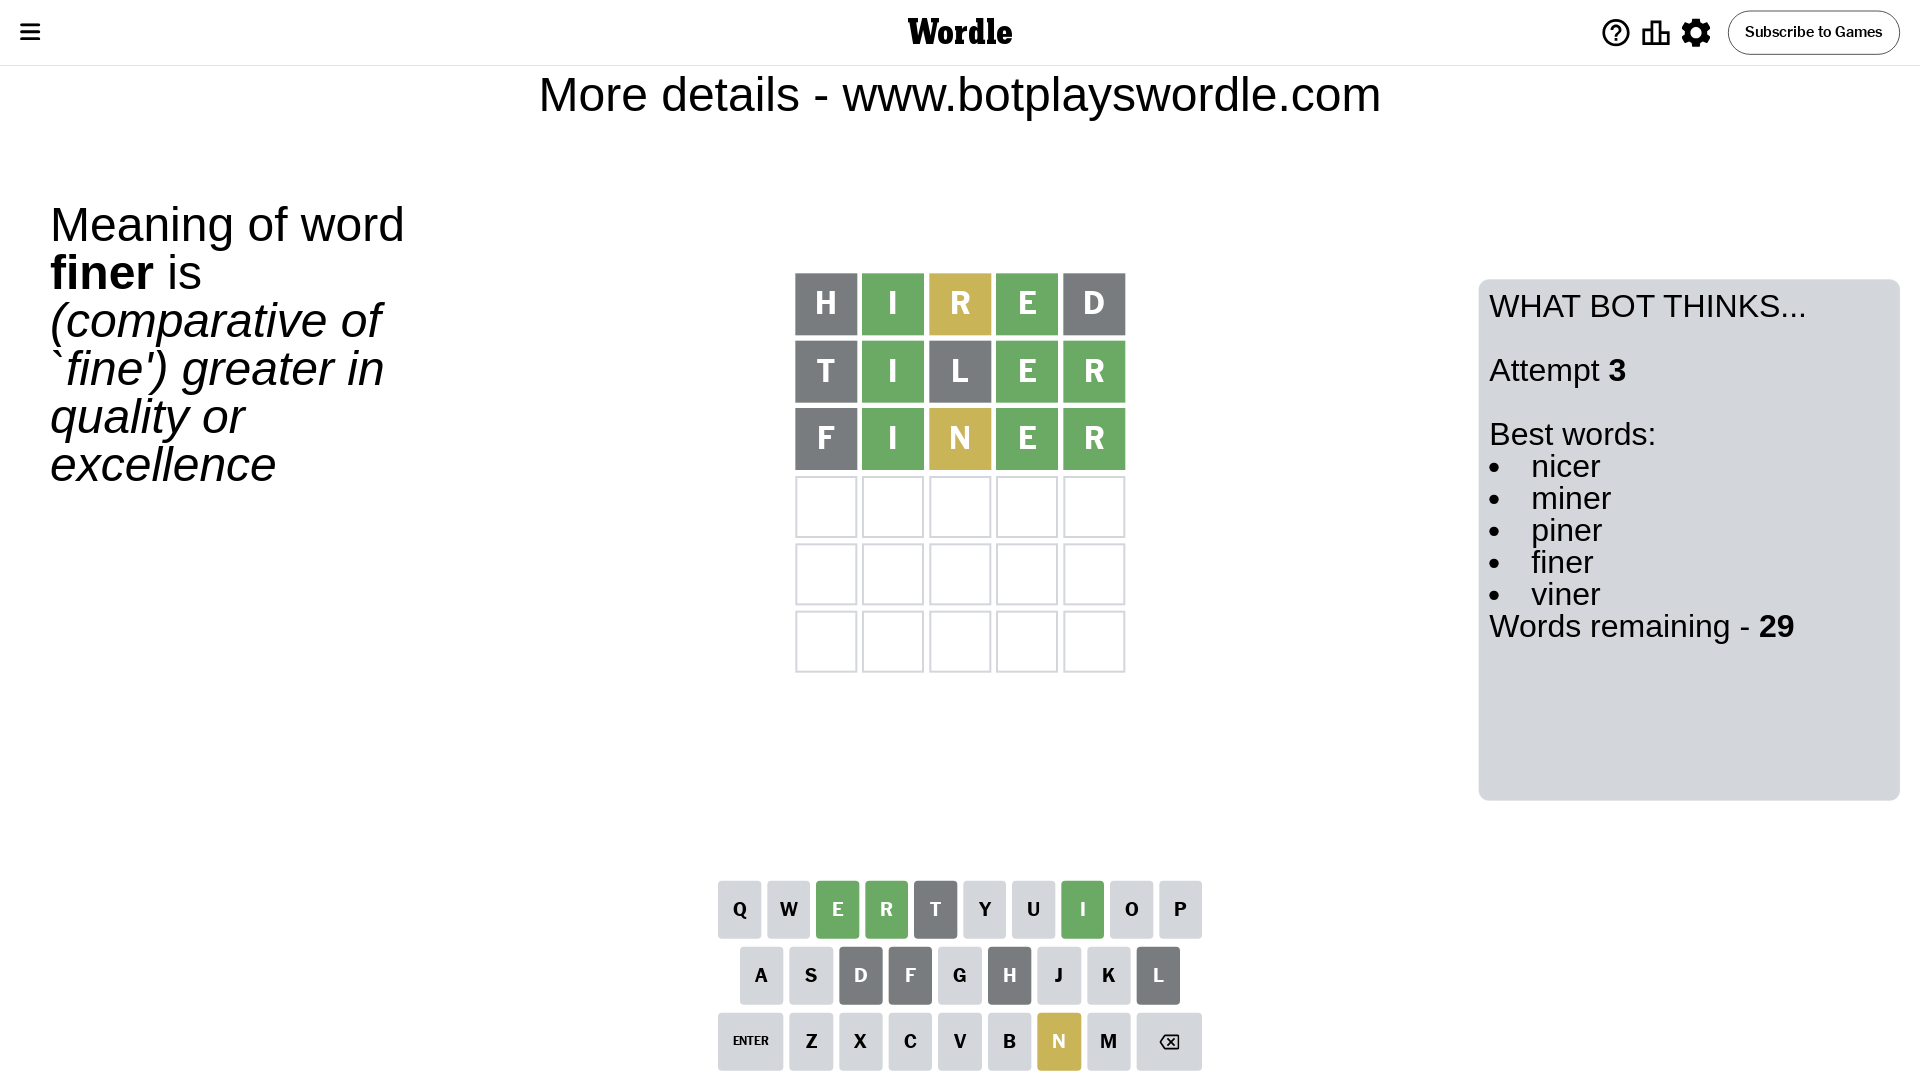 Wordle
Subscribe to Games
More details - www.botplayswordle.com
Meaning of word
finer is
(comparative of
`fine') greater in
quality or
excellence
H I R E D
T I L E R
F I N E R
WHAT BOT THINKS...
Attempt 3
Best words:
• nicer
• miner
• piner
• finer
• viner
Words remaining - 29
Q W E R T Y U I O P
A S D F G H J K L
ENTER Z X C V B N M